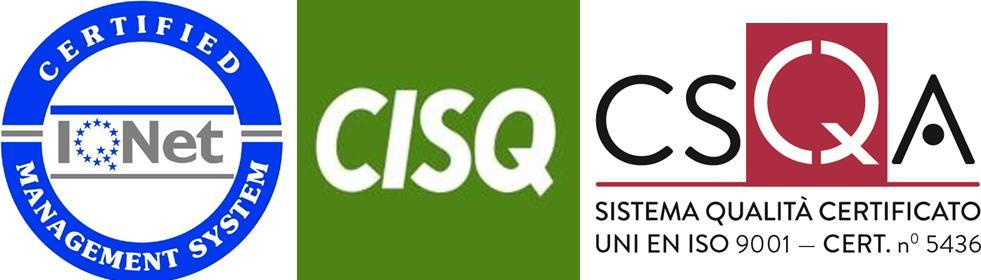 CERTIFIED
IQNet
MANAGEMENT SYSTEM
CISQ
CSQA
SISTEMA QUALITÀ CERTIFICATO
UNI EN ISO 9001 – CERT. n⁰ 5436